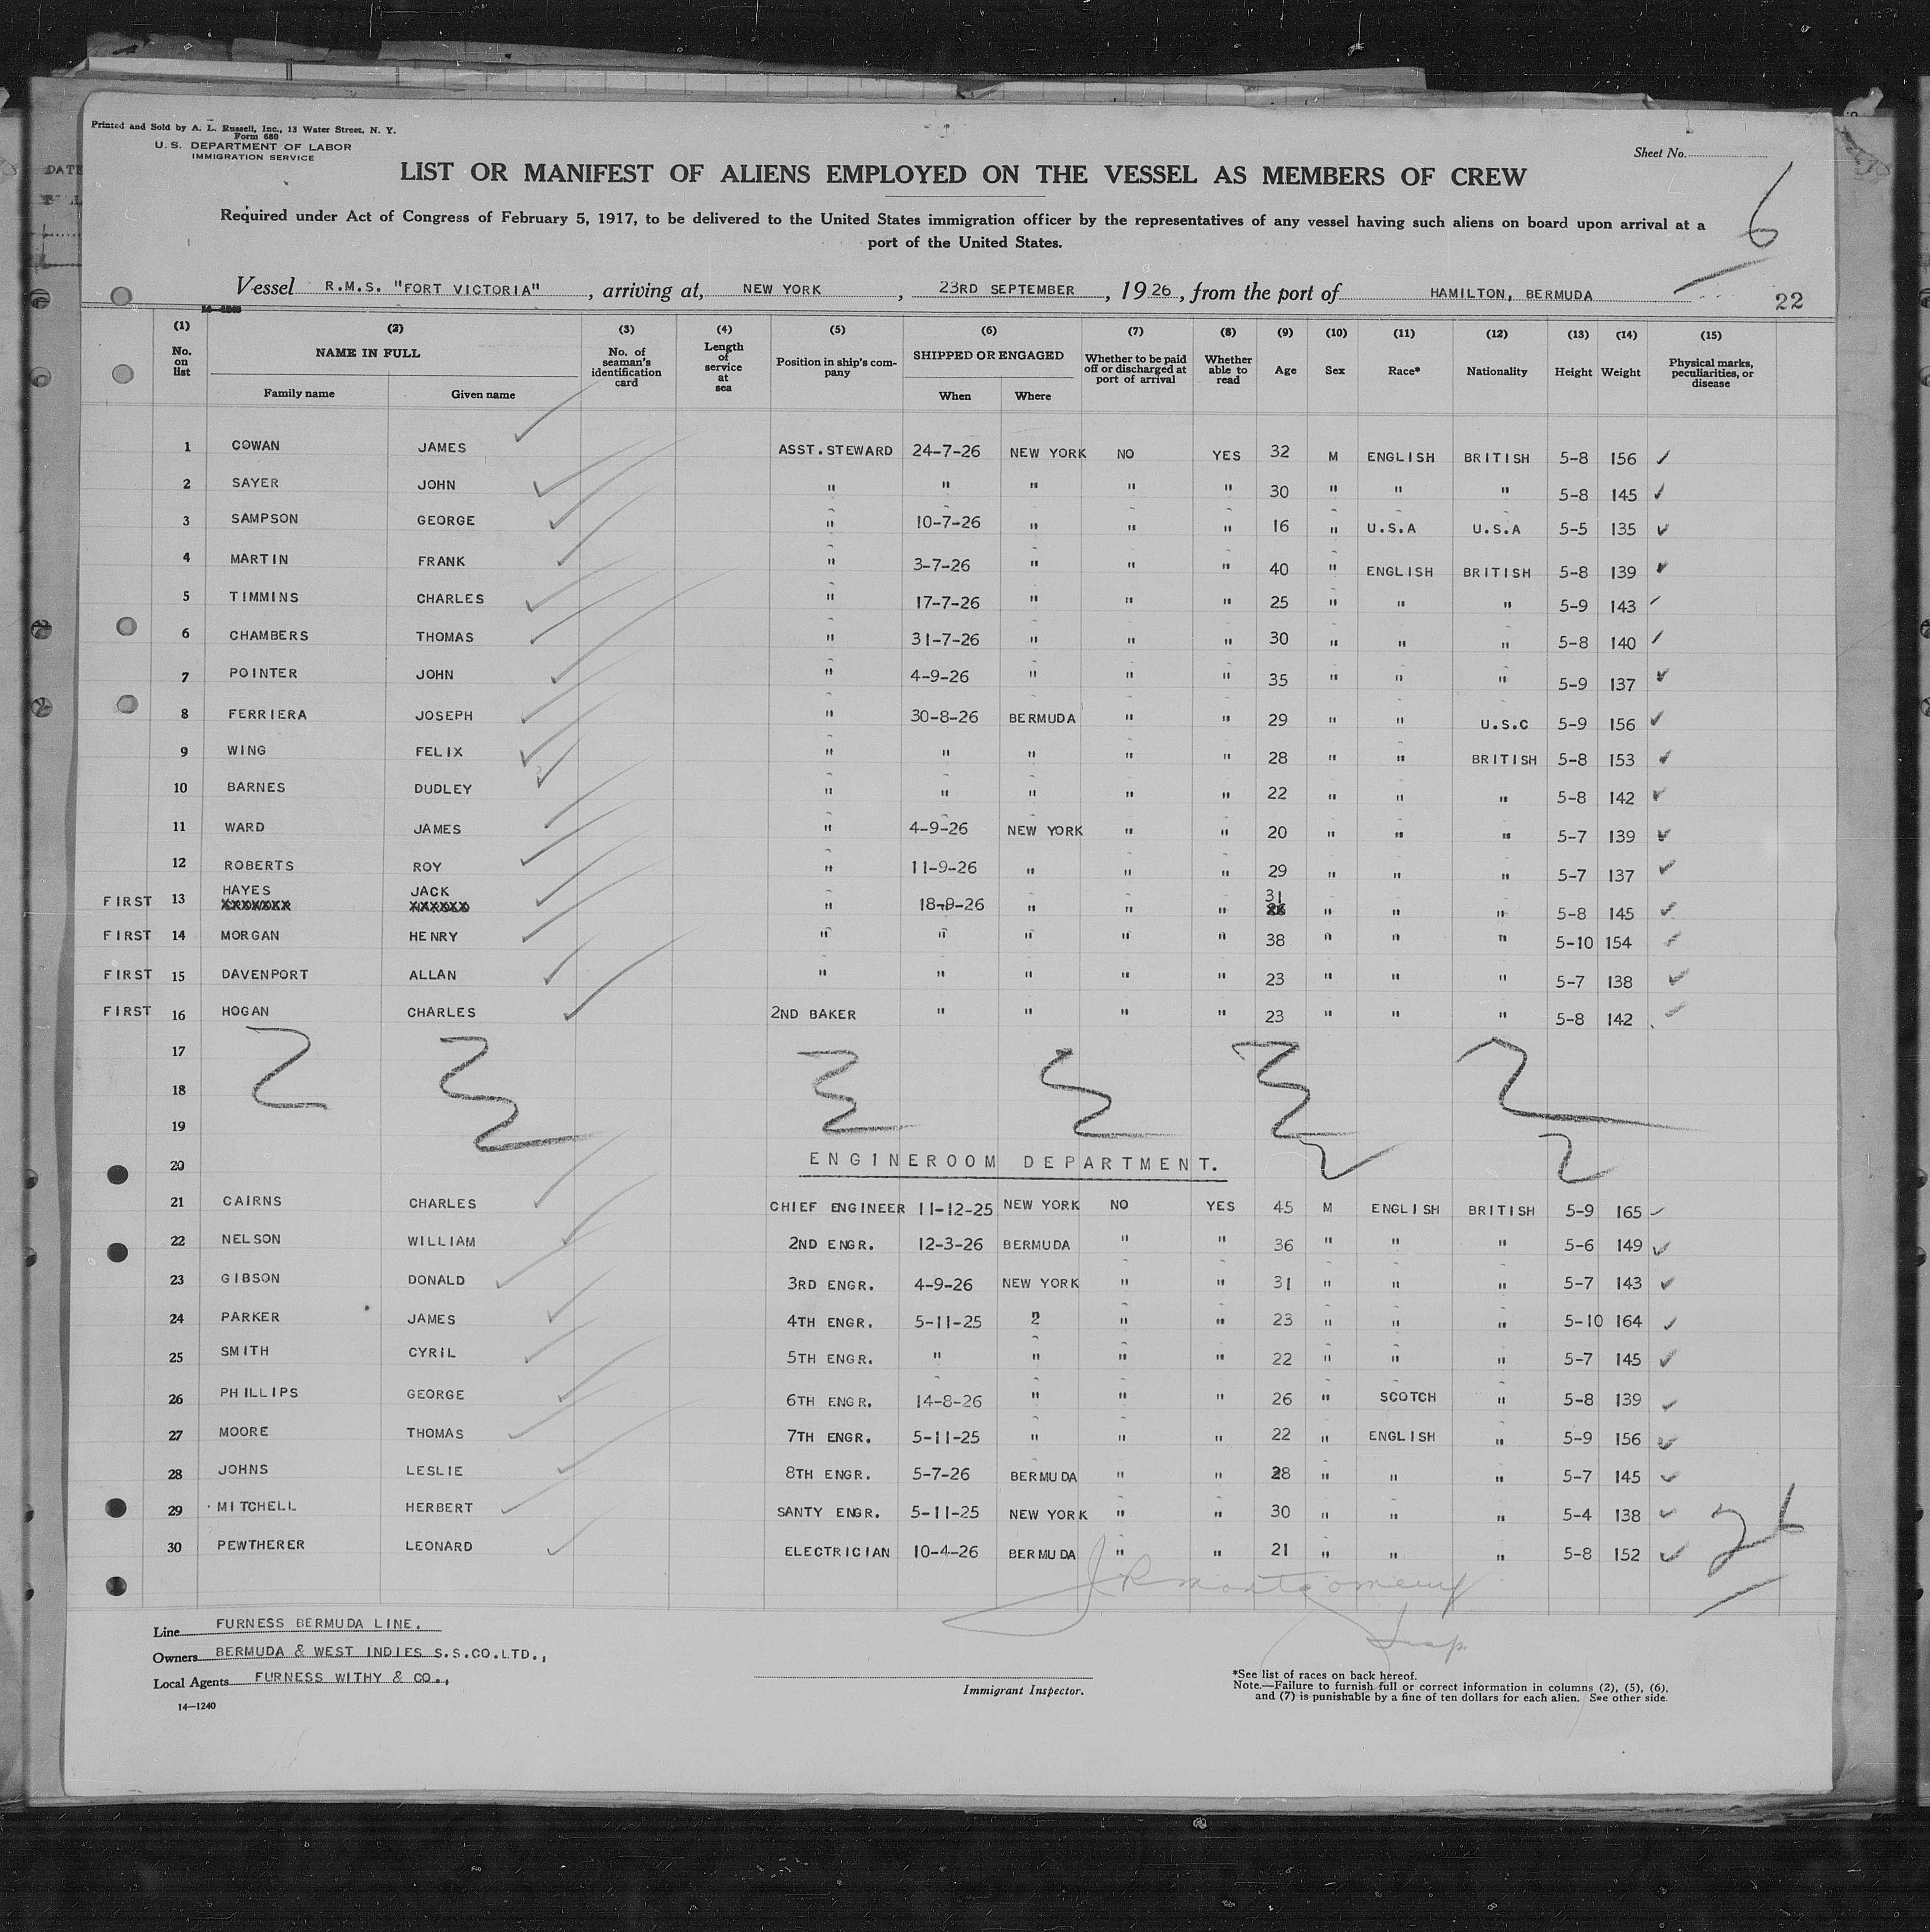 Printed and Sold by A. L. Russell, Inc., 13 Water Street, N. Y.
Form 680
U. S. DEPARTMENT OF LABOR
IMMIGRATION SERVICE
Sheet No.
LIST OR MANIFEST OF ALIENS EMPLOYED ON THE VESSEL AS MEMBERS OF CREW
6
Required under Act of Congress of February 5, 1917, to be delivered to the United States immigration officer by the representatives of any vessel having such aliens on board upon arrival at a
port of the United States.
Vessel R.M.S. "FORT VICTORIA" , arriving at, NEW YORK , 23RD SEPTEMBER , 1926 , from the port of HAMILTON, BERMUDA
22
(1) No. on list (2) NAME IN FULL Family name Given name (3) No. of seaman's identification card (4) Length of service at sea (5) Position in ship's company (6) SHIPPED OR ENGAGED When Where (7) Whether to be paid off or discharged at port of arrival (8) Whether able to read (9) Age (10) Sex (11) Race* (12) Nationality (13) Height (14) Weight (15) Physical marks, peculiarities, or disease
1 COWAN JAMES ASST.STEWARD 24-7-26 NEW YORK NO YES 32 M ENGLISH BRITISH 5-8 156
2 SAYER JOHN " " " " " 30 " " " 5-8 145
3 SAMPSON GEORGE " 10-7-26 " " " 16 " U.S.A U.S.A 5-5 135
4 MARTIN FRANK " 3-7-26 " " " 40 " ENGLISH BRITISH 5-8 139
5 TIMMINS CHARLES " 17-7-26 " " " 25 " " " 5-9 143
6 CHAMBERS THOMAS " 31-7-26 " " " 30 " " " 5-8 140
7 POINTER JOHN " 4-9-26 " " " 35 " " " 5-9 137
8 FERRIERA JOSEPH " 30-8-26 BERMUDA " " 29 " " U.S.C 5-9 156
9 WING FELIX " " " " " 28 " " BRITISH 5-8 153
10 BARNES DUDLEY " " " " " 22 " " " 5-8 142
11 WARD JAMES " 4-9-26 NEW YORK " " 20 " " " 5-7 139
12 ROBERTS ROY " 11-9-26 " " " 29 " " " 5-7 137
FIRST 13 HAYES JACK " 18-9-26 " " " 31 " " " 5-8 145
FIRST 14 MORGAN HENRY " " " " " 38 " " " 5-10 154
FIRST 15 DAVENPORT ALLAN " " " " " 23 " " " 5-7 138
FIRST 16 HOGAN CHARLES 2ND BAKER " " " " 23 " " " 5-8 142
17
18
19
20 ENGINEROOM DEPARTMENT.
21 CAIRNS CHARLES CHIEF ENGINEER 11-12-25 NEW YORK NO YES 45 M ENGLISH BRITISH 5-9 165
22 NELSON WILLIAM 2ND ENGR. 12-3-26 BERMUDA " " 36 " " " 5-6 149
23 GIBSON DONALD 3RD ENGR. 4-9-26 NEW YORK " " 31 " " " 5-7 143
24 PARKER JAMES 4TH ENGR. 5-11-25 2 " " 23 " " " 5-10 164
25 SMITH CYRIL 5TH ENGR. " " " " 22 " " " 5-7 145
26 PHILLIPS GEORGE 6TH ENGR. 14-8-26 " " " 26 " SCOTCH " 5-8 139
27 MOORE THOMAS 7TH ENGR. 5-11-25 " " " 22 " ENGLISH " 5-9 156
28 JOHNS LESLIE 8TH ENGR. 5-7-26 BERMUDA " " 28 " " " 5-7 145
29 MITCHELL HERBERT SANTY ENGR. 5-11-25 NEW YORK " " 30 " " " 5-4 138
30 PEWTHERER LEONARD ELECTRICIAN 10-4-26 BERMUDA " " 21 " " " 5-8 152
26
J R Montgomery
Insp.
Line FURNESS BERMUDA LINE.
Owners BERMUDA & WEST INDIES S.S.CO.LTD.,
Local Agents FURNESS WITHY & CO.,
14—1240
Immigrant Inspector.
*See list of races on back hereof.
Note.—Failure to furnish full or correct information in columns (2), (5), (6),
and (7) is punishable by a fine of ten dollars for each alien. See other side.